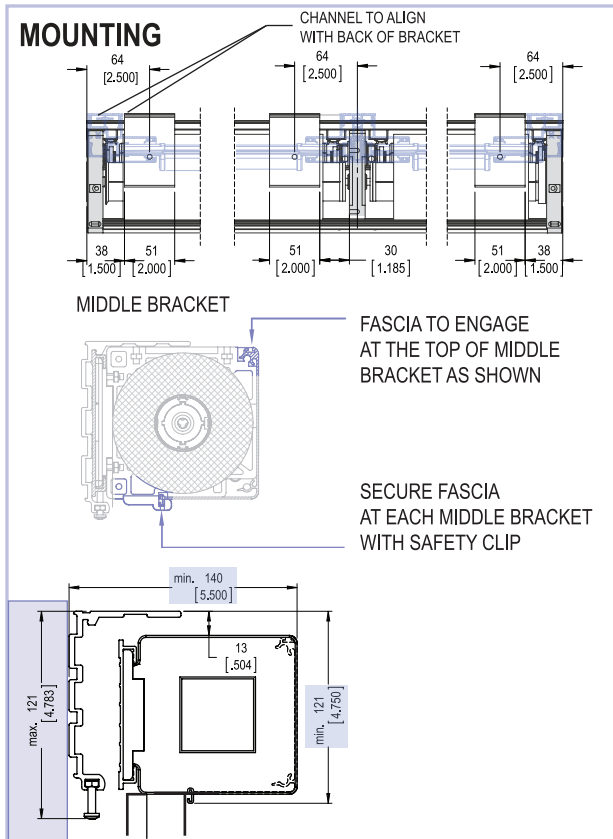 MOUNTING
CHANNEL TO ALIGN
WITH BACK OF BRACKET
64
[2.500]
64
[2.500]
64
[2.500]
38
[1.500]
51
[2.000]
51
[2.000]
30
[1.185]
51
[2.000]
38
[1.500]
MIDDLE BRACKET
FASCIA TO ENGAGE
AT THE TOP OF MIDDLE
BRACKET AS SHOWN
SECURE FASCIA
AT EACH MIDDLE BRACKET
WITH SAFETY CLIP
min. 140
[5.500]
13
[.504]
max. 121
[4.783]
min. 121
[4.750]